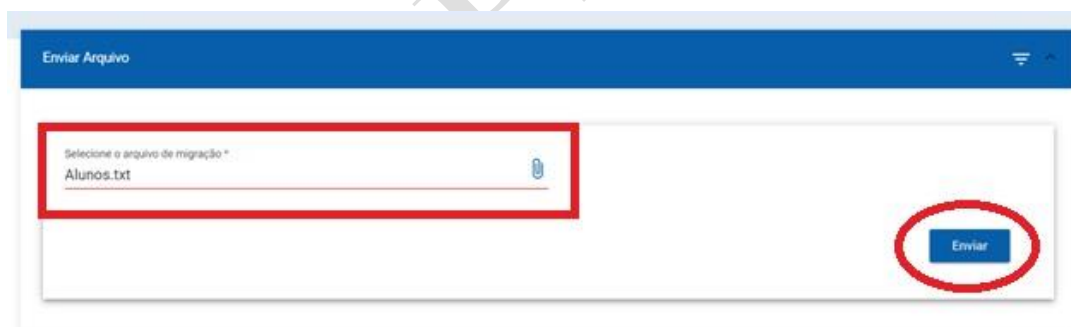 Enviar Arquivo
Selecione o arquivo de migração *
Alunos.txt
Enviar